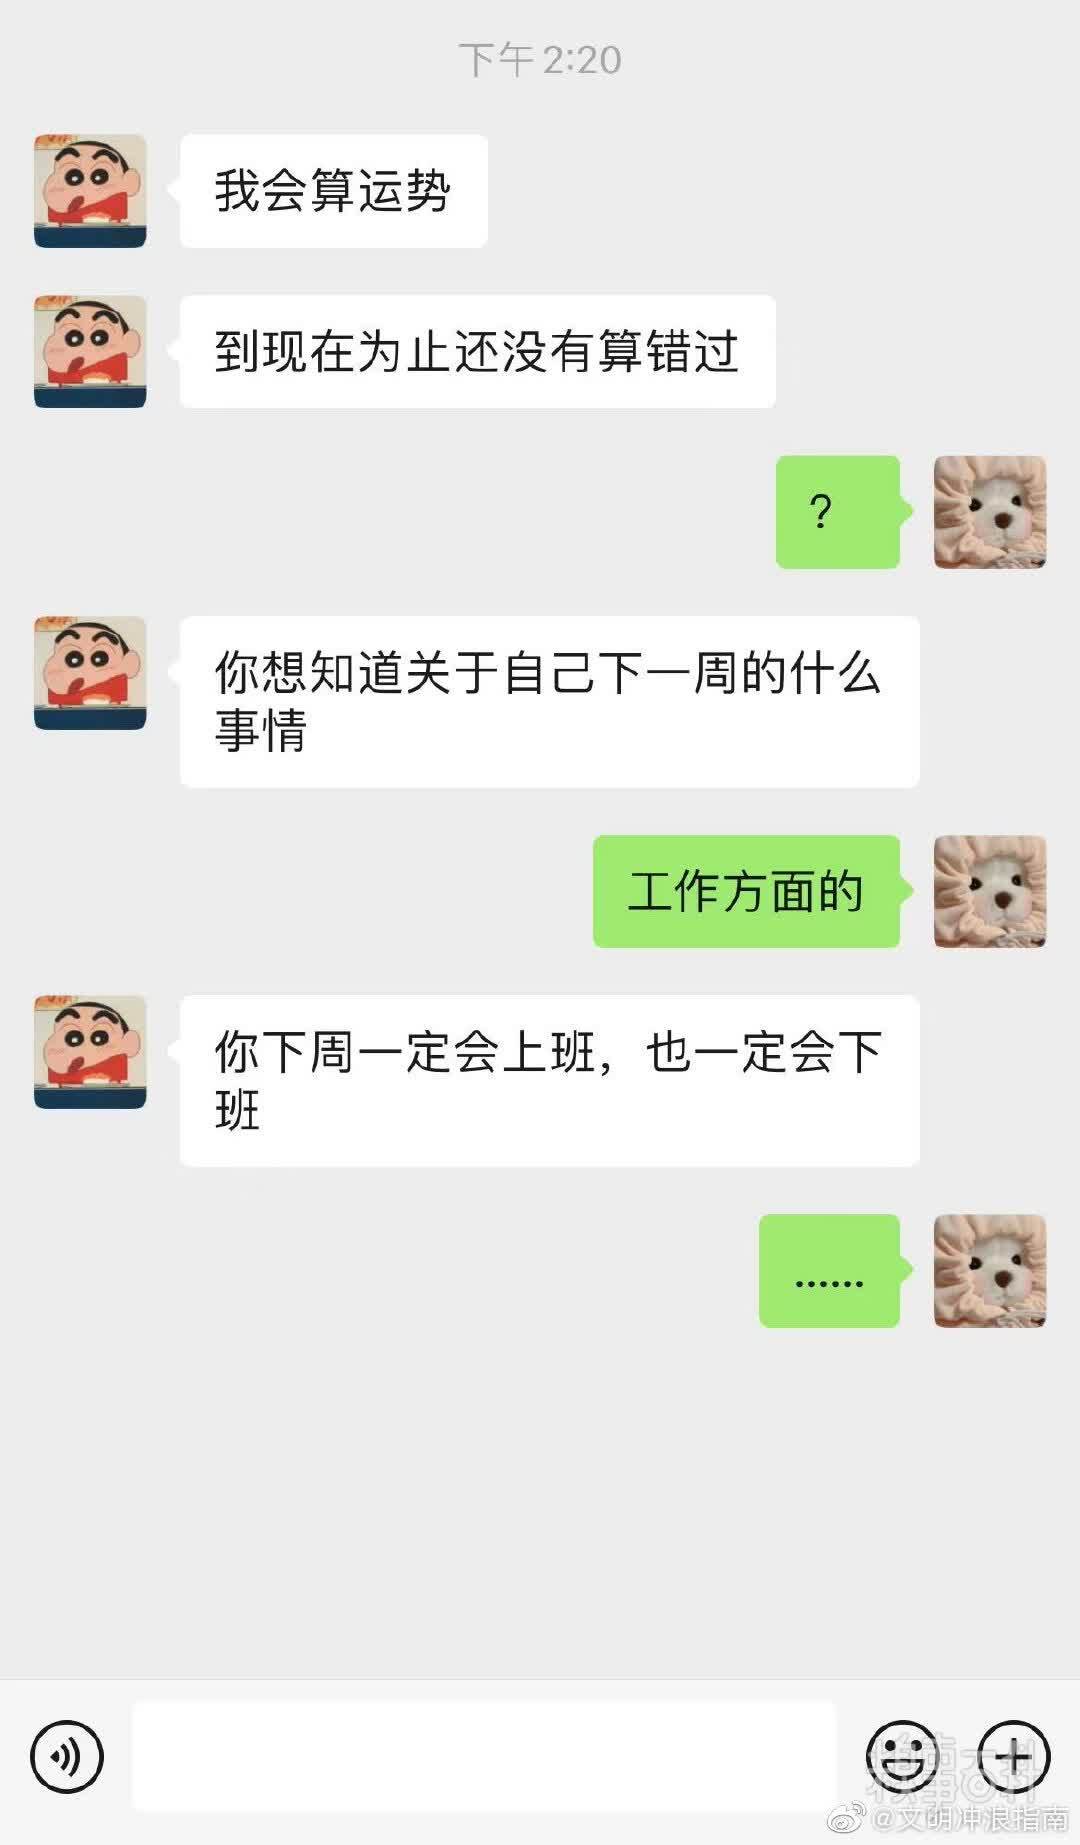 下午 2:20
我会算运势
到现在为止还没有算错过
？
你想知道关于自己下一周的什么
事情
工作方面的
你下周一定会上班，也一定会下
班
......
@文明冲浪指南